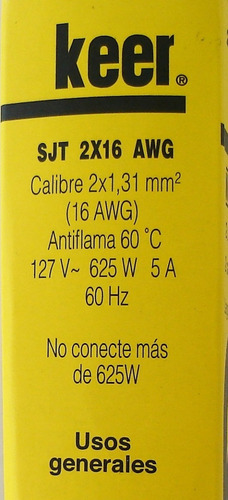 keer®
SJT 2X16 AWG
Calibre 2x1,31 mm²
(16 AWG)
Antiflama 60 °C
127 V~ 625 W 5 A
60 Hz
No conecte más
de 625W
Usos
generales